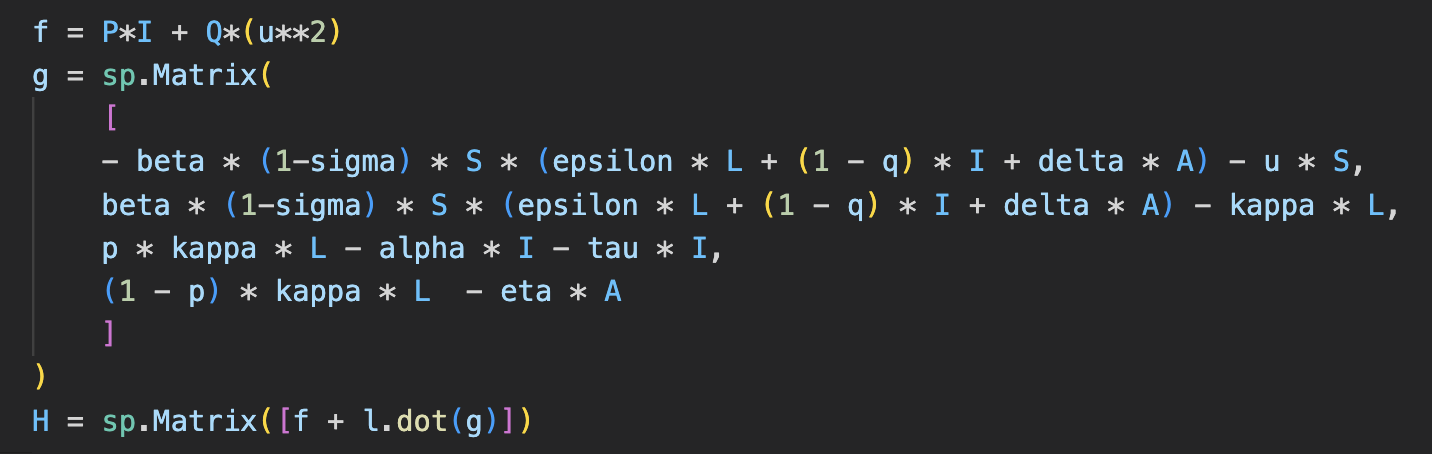 f = P*I + Q*(u**2)
g = sp.Matrix(
[
- beta * (1-sigma) * S * (epsilon * L + (1 - q) * I + delta * A) - u * S,
beta * (1-sigma) * S * (epsilon * L + (1 - q) * I + delta * A) - kappa * L,
p * kappa * L - alpha * I - tau * I,
(1 - p) * kappa * L  - eta * A
]
)
H = sp.Matrix([f + l.dot(g)])